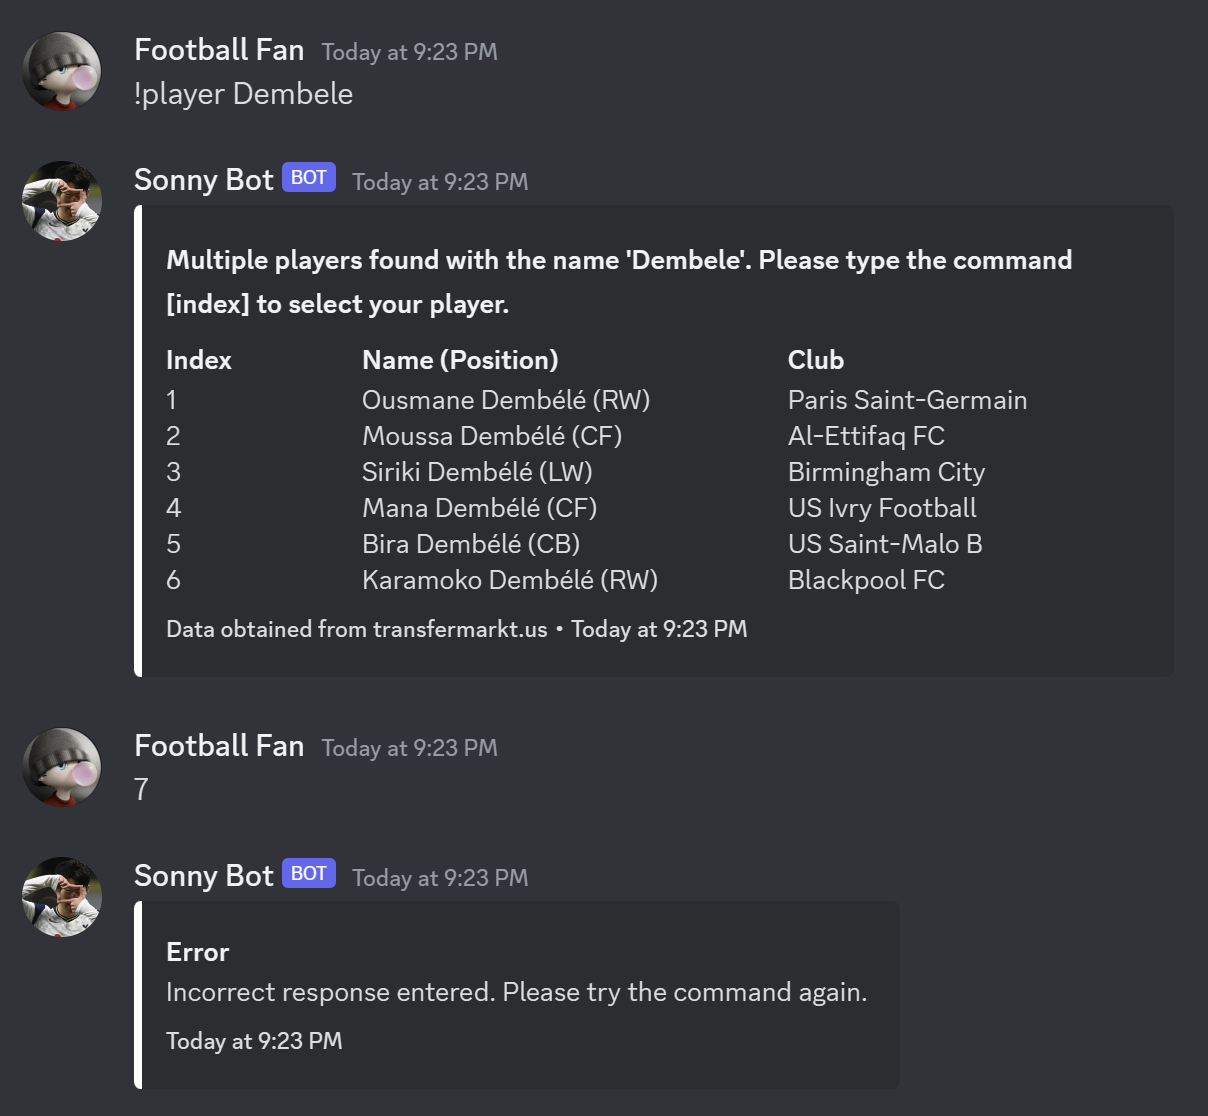 Football Fan Today at 9:23 PM
!player Dembele
Sonny Bot BOT Today at 9:23 PM
Multiple players found with the name 'Dembele'. Please type the command
[index] to select your player.
Index Name (Position) Club
1 Ousmane Dembélé (RW) Paris Saint-Germain
2 Moussa Dembélé (CF) Al-Ettifaq FC
3 Siriki Dembélé (LW) Birmingham City
4 Mana Dembélé (CF) US Ivry Football
5 Bira Dembélé (CB) US Saint-Malo B
6 Karamoko Dembélé (RW) Blackpool FC
Data obtained from transfermarkt.us • Today at 9:23 PM
Football Fan Today at 9:23 PM
7
Sonny Bot BOT Today at 9:23 PM
Error
Incorrect response entered. Please try the command again.
Today at 9:23 PM